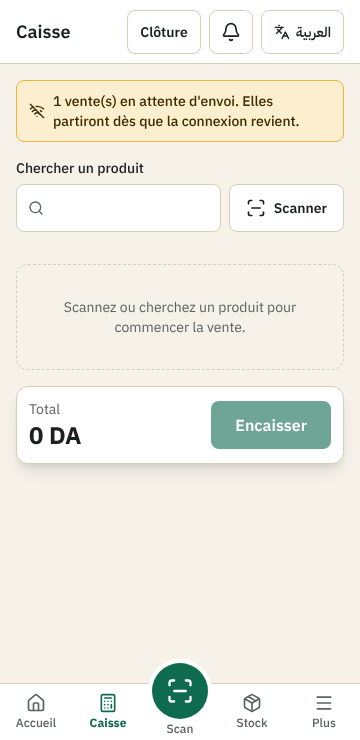 Caisse
Clôture
العربية
1 vente(s) en attente d'envoi. Elles
partiront dès que la connexion revient.
Chercher un produit
Scanner
Scannez ou cherchez un produit pour
commencer la vente.
Total
0 DA
Encaisser
Accueil
Caisse
Scan
Stock
Plus